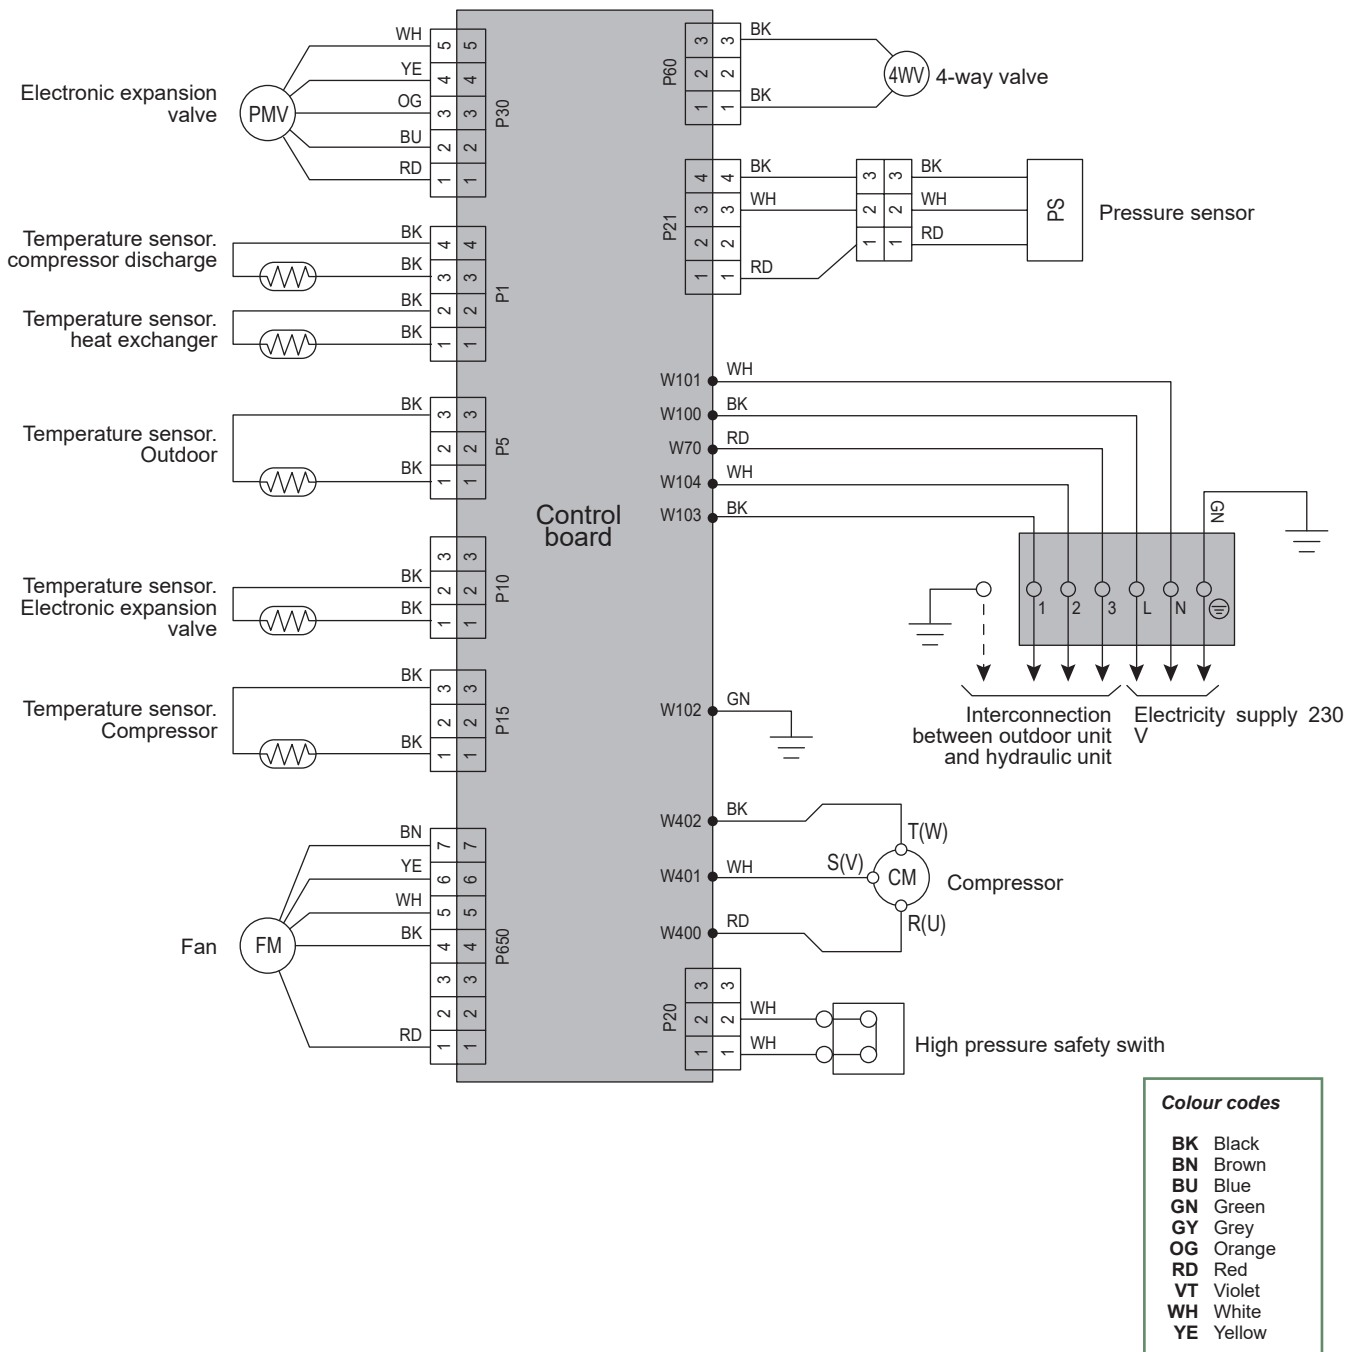 Electronic expansion
valve
PMV
WH
YE
OG
BU
RD
5 5
4 4
3 3
2 2
1 1
P30
Temperature sensor.
compressor discharge
BK
BK
Temperature sensor.
heat exchanger
BK
BK
4 4
3 3
2 2
1 1
P1
Temperature sensor.
Outdoor
BK
BK
3 3
2 2
1 1
P5
Temperature sensor.
Electronic expansion
valve
BK
BK
3 3
2 2
1 1
P10
Temperature sensor.
Compressor
BK
BK
3 3
2 2
1 1
P15
Fan
FM
BN
YE
WH
BK
RD
7 7
6 6
5 5
4 4
3 3
2 2
1 1
P650
Control
board
P60
3 3
2 2
1 1
BK
BK
4WV
4-way valve
P21
4 4
3 3
2 2
1 1
BK
WH
RD
3 3
2 2
1 1
BK
WH
RD
PS
Pressure sensor
W101 WH
W100 BK
W70 RD
W104 WH
W103 BK
GN
1 2 3 L N
Interconnection
between outdoor unit
and hydraulic unit
Electricity supply 230
V
W102 GN
W402 BK
W401 WH
W400 RD
T(W)
S(V)
CM
R(U)
Compressor
P20
3 3
2 2
1 1
WH
WH
High pressure safety swith
Colour codes
BK Black
BN Brown
BU Blue
GN Green
GY Grey
OG Orange
RD Red
VT Violet
WH White
YE Yellow